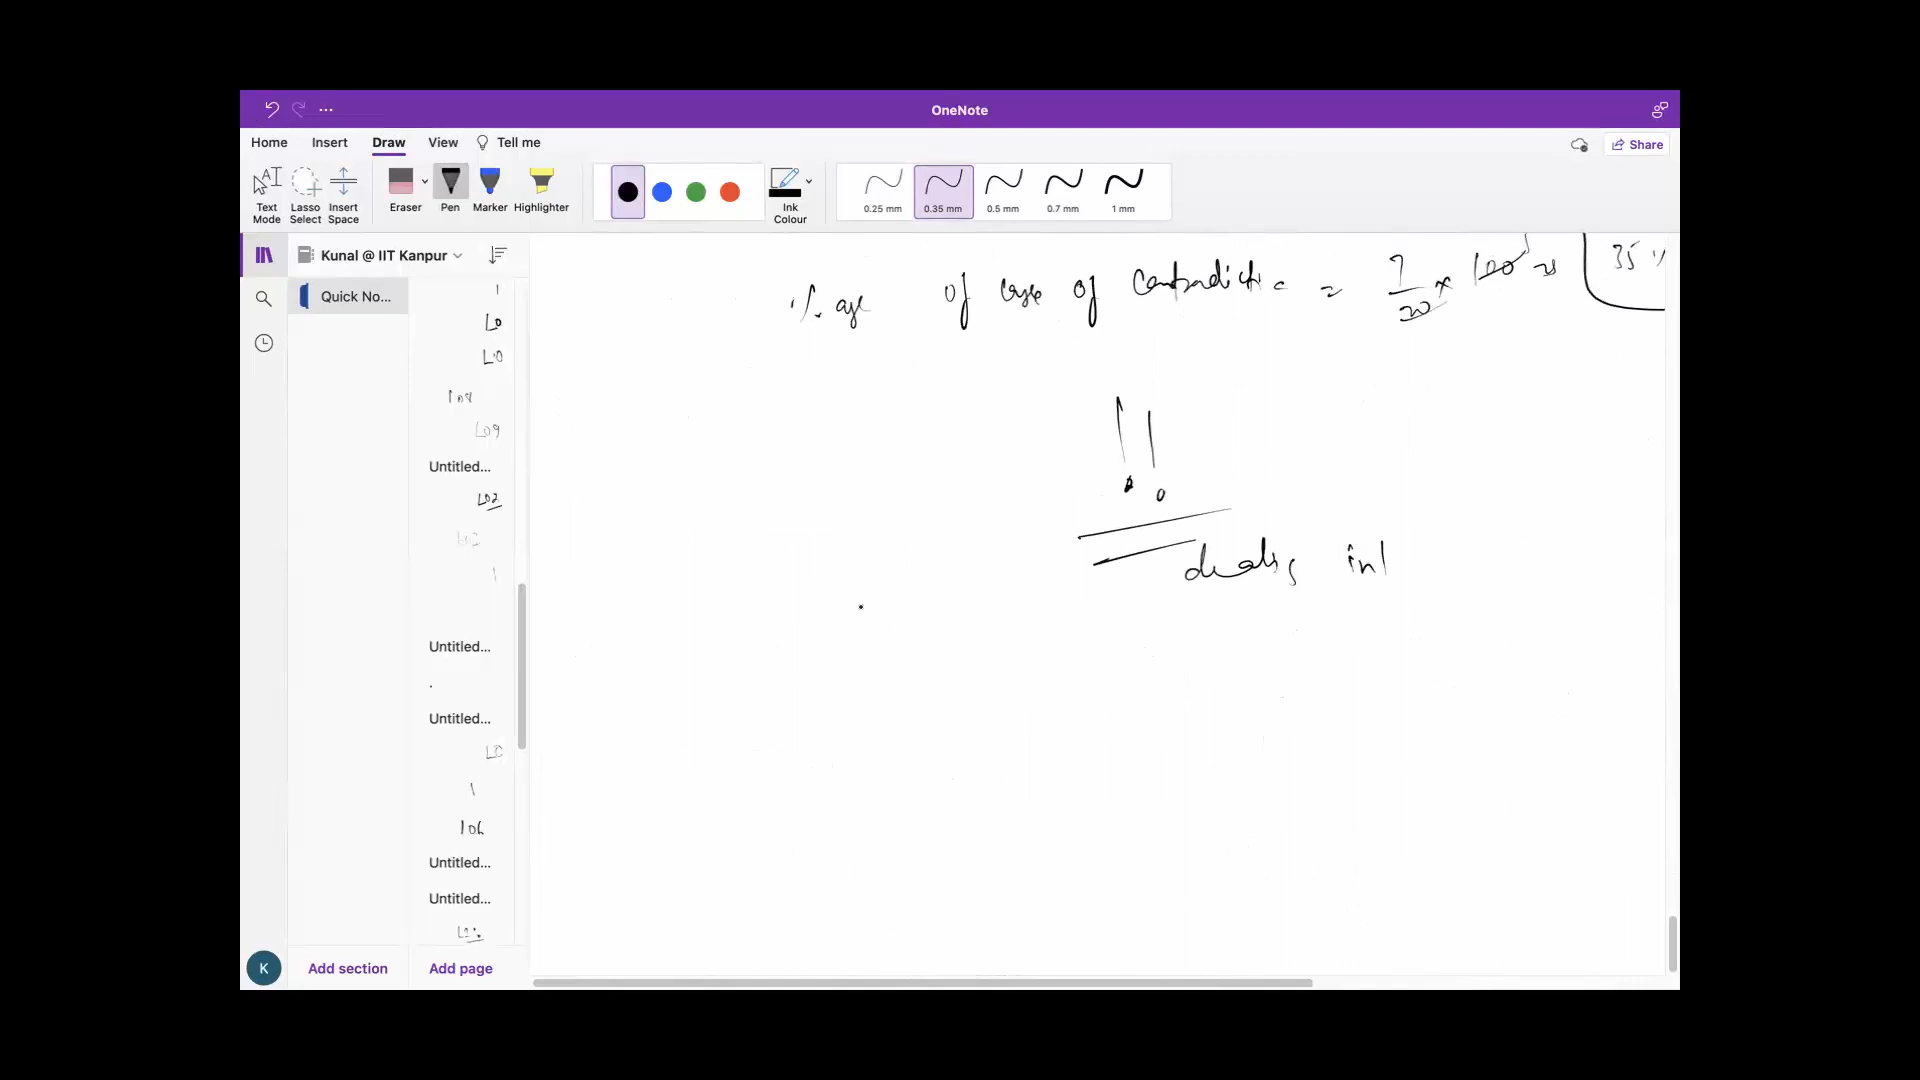 OneNote
Home Insert Draw View Tell me
Share
Text Mode
Lasso Select
Insert Space
Eraser
Pen
Marker
Highlighter
Ink Colour
0.25 mm
0.35 mm
0.5 mm
0.7 mm
1 mm
Kunal @ IIT Kanpur
Quick No...
Untitled...
Untitled...
Untitled...
Untitled...
Untitled...
K
Add section
Add page
%. age of case of = 7/20 × 100 = 35 %
!!